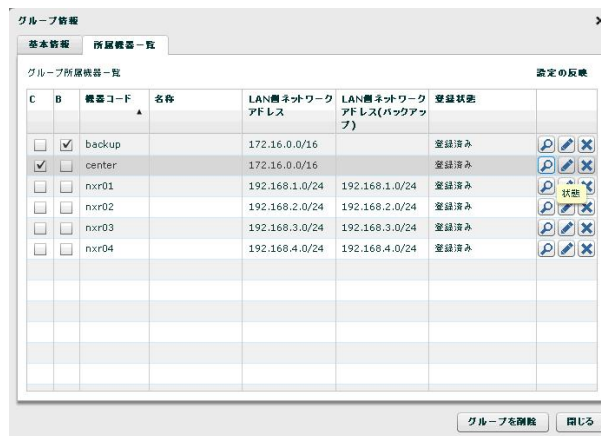 グループ情報
基本情報 所属機器一覧
グループ所属機器一覧 設定の反映
C B 機器コード 名称 LAN側ネットワーク LAN側ネットワーク 登録状態
アドレス アドレス(バックアッ
プ)
backup 172.16.0.0/16 登録済み
center 172.16.0.0/16 登録済み
nxr01 192.168.1.0/24 192.168.1.0/24 登録済み
状態
nxr02 192.168.2.0/24 192.168.2.0/24 登録済み
nxr03 192.168.3.0/24 192.168.3.0/24 登録済み
nxr04 192.168.4.0/24 192.168.4.0/24 登録済み
グループを削除 閉じる